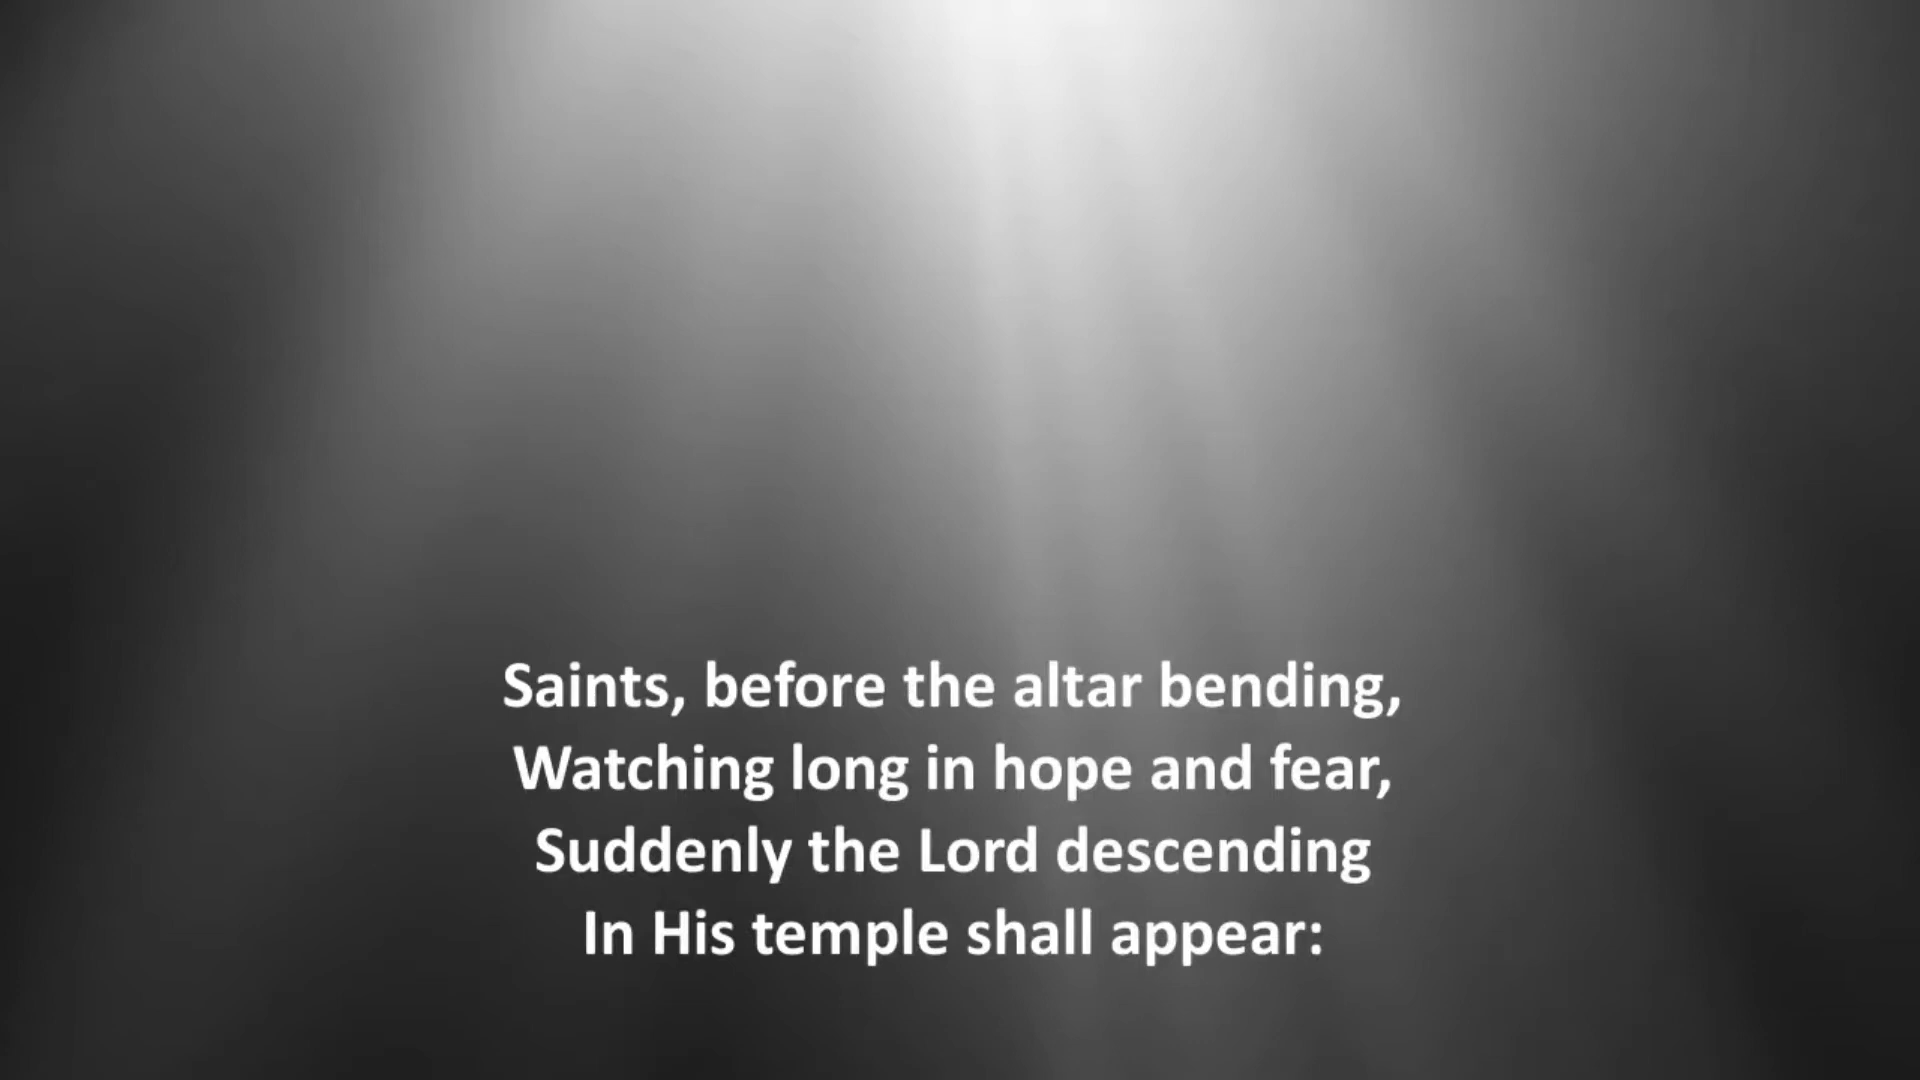 Saints, before the altar bending,
Watching long in hope and fear,
Suddenly the Lord descending
In His temple shall appear: